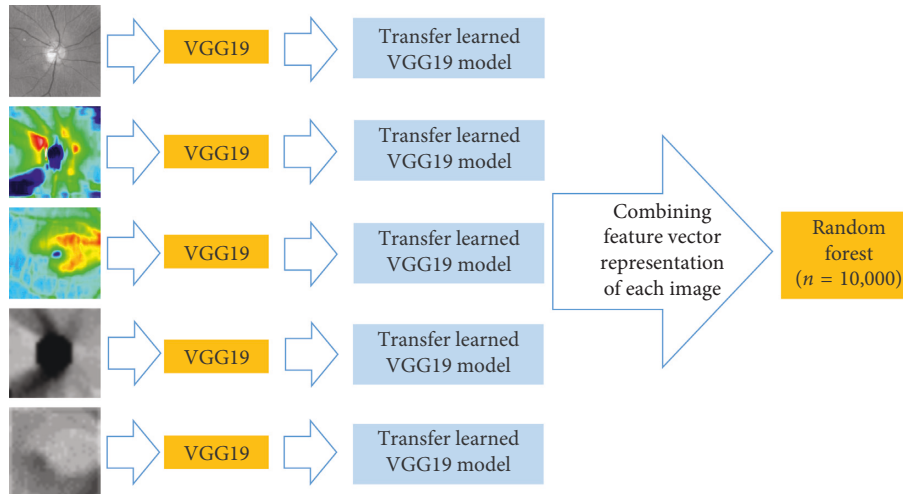 VGG19
Transfer learned
VGG19 model
VGG19
Transfer learned
VGG19 model
VGG19
Transfer learned
VGG19 model
VGG19
Transfer learned
VGG19 model
VGG19
Transfer learned
VGG19 model
Combining
feature vector
representation
of each image
Random
forest
(n = 10,000)